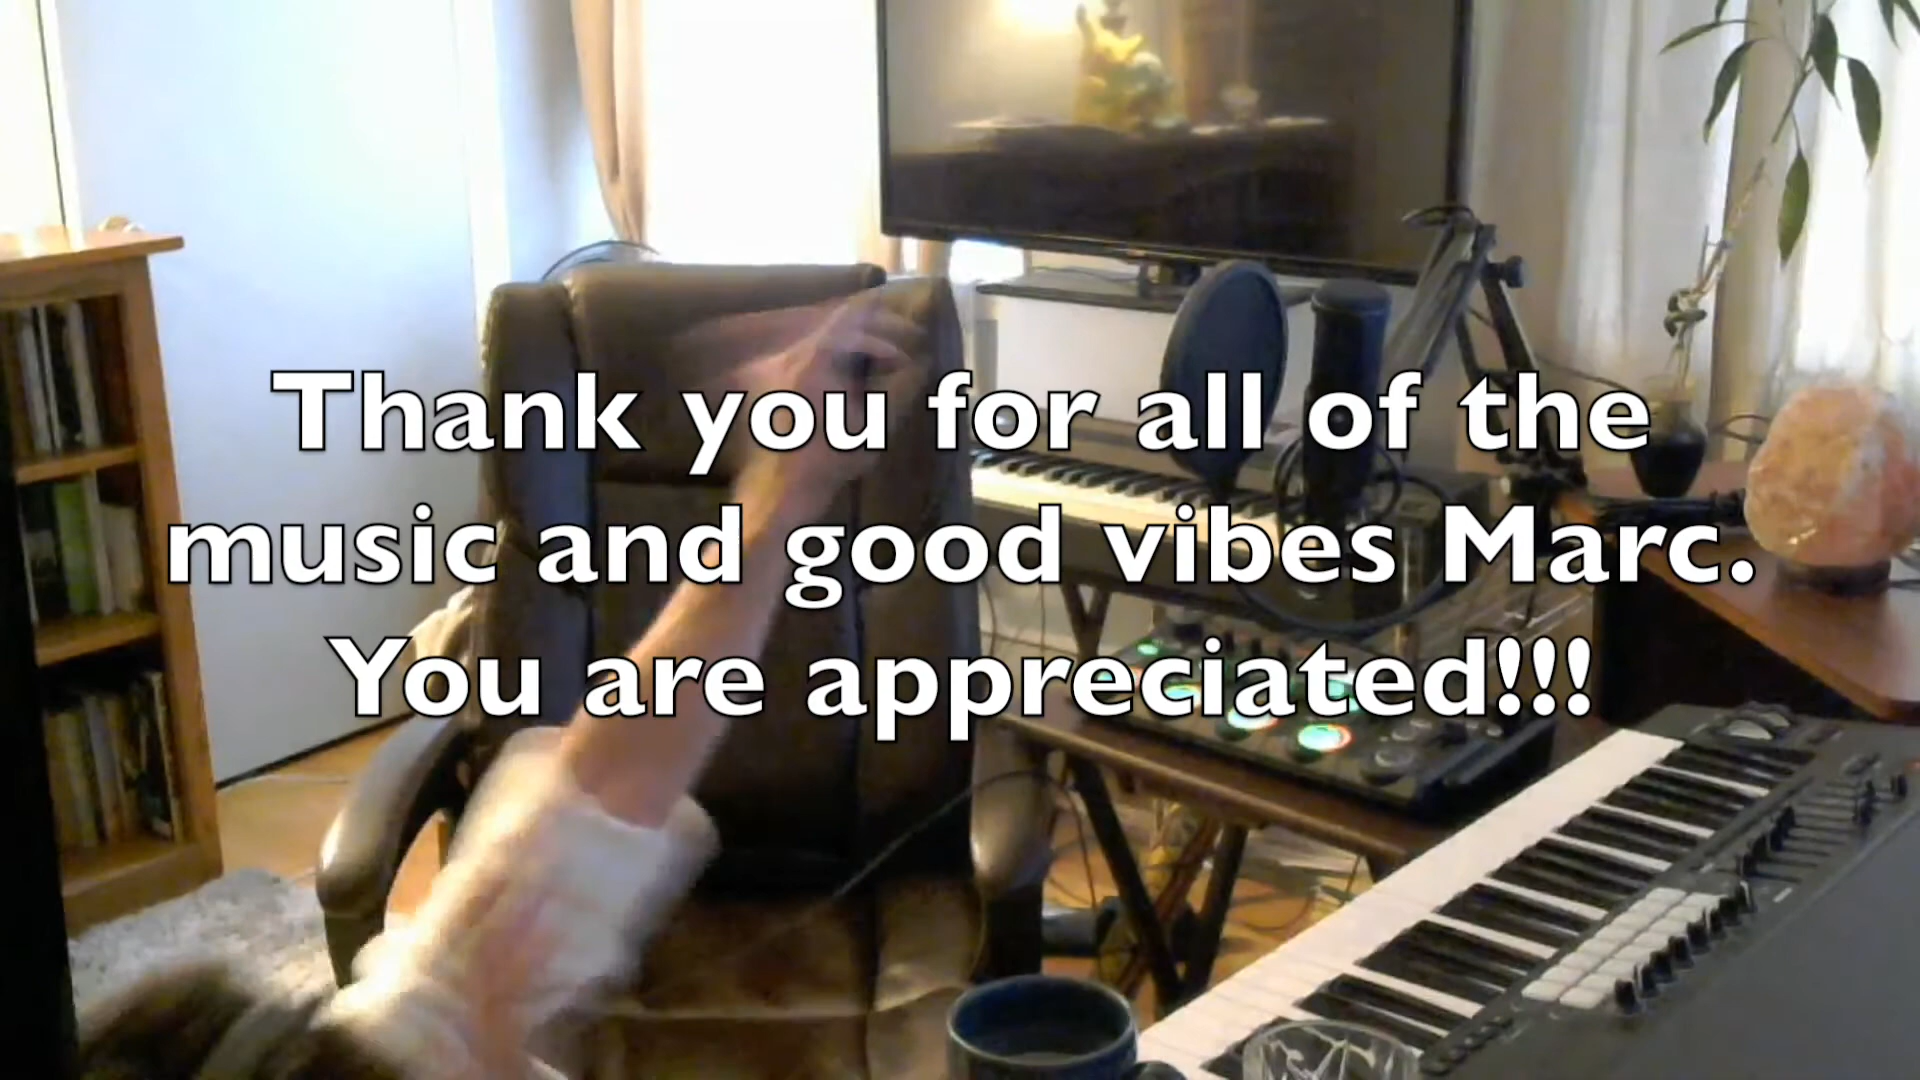 Thank you for all of the
music and good vibes Marc.
You are appreciated!!!